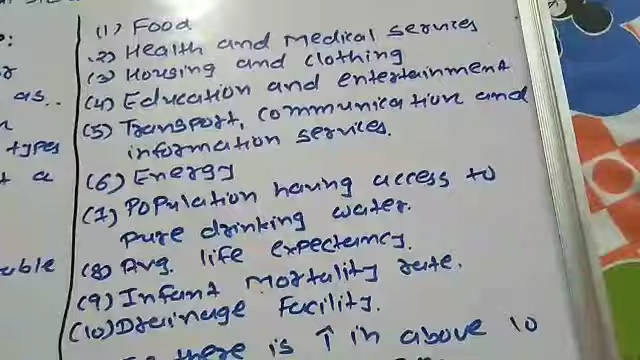 (1) Food
(2) Health and Medical services
(3) Housing and clothing
(4) Education and entertainment
(5) Transport, communication and
information services.
(6) Energy
(7) Population having access to
pure drinking water.
(8) Avg. life expectancy.
(9) Infant Mortality rate.
(10) Drainage Facility.
there is ↑ in above 10
as..
types
a